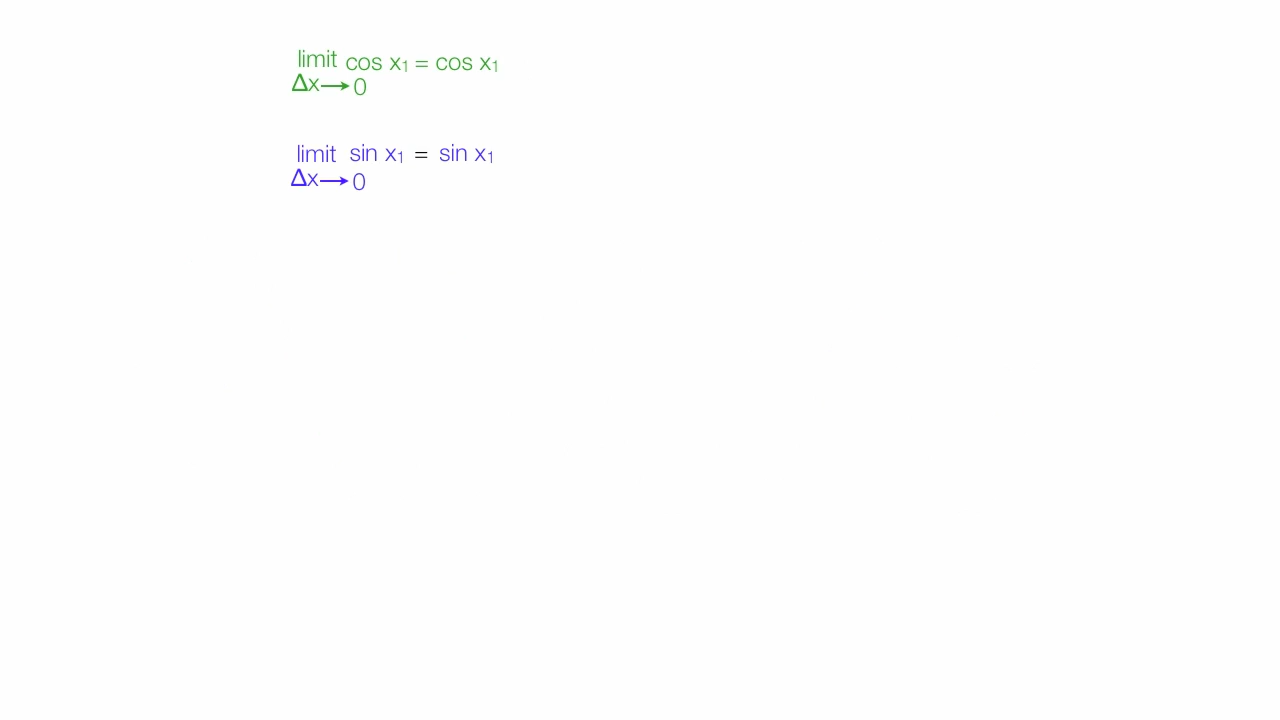 limit cos x₁ = cos x₁
Δx→0
limit sin x₁ = sin x₁
Δx→0